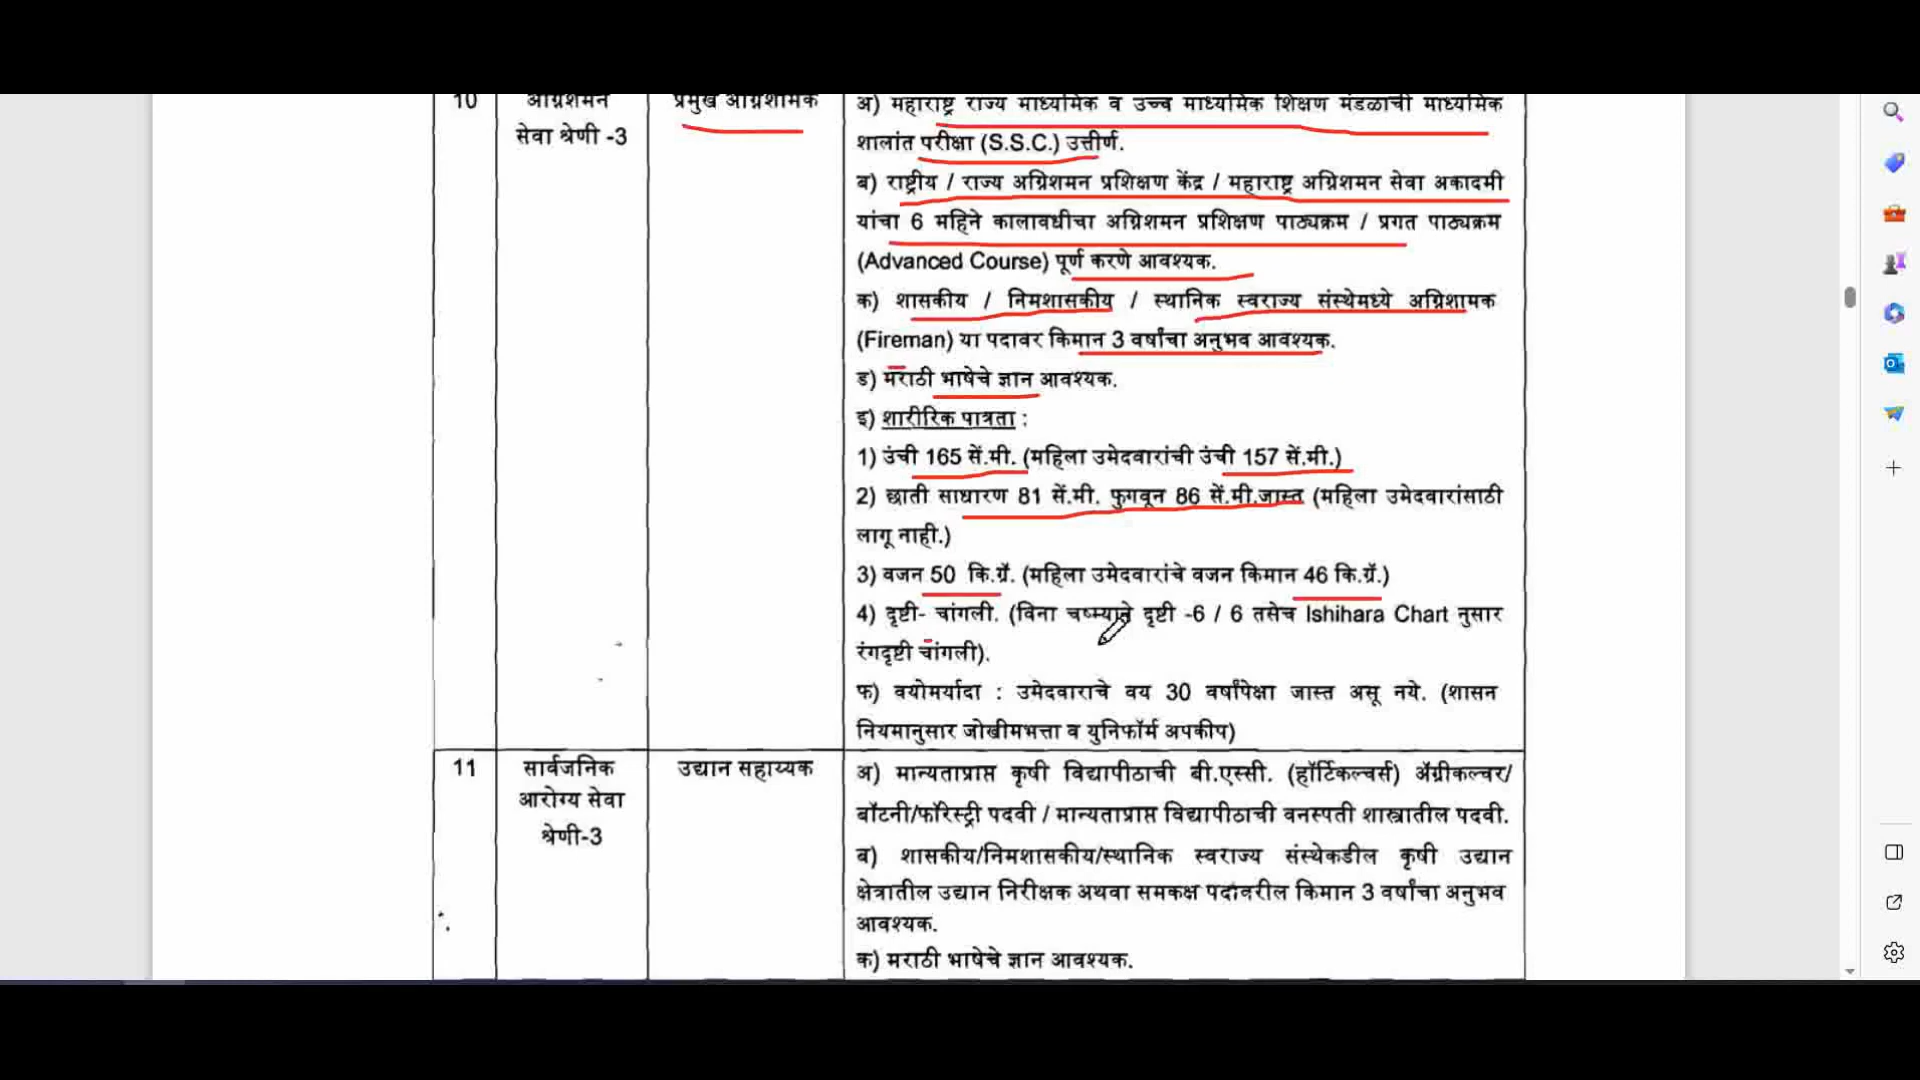 10
अग्निशमन
सेवा श्रेणी -3
प्रमुख अग्निशामक
अ) महाराष्ट्र राज्य माध्यमिक व उच्च माध्यमिक शिक्षण मंडळाची माध्यमिक
शालांत परीक्षा (S.S.C.) उत्तीर्ण.
ब) राष्ट्रीय / राज्य अग्निशमन प्रशिक्षण केंद्र / महाराष्ट्र अग्निशमन सेवा अकादमी
यांचा 6 महिने कालावधीचा अग्निशमन प्रशिक्षण पाठ्यक्रम / प्रगत पाठ्यक्रम
(Advanced Course) पूर्ण करणे आवश्यक.
क) शासकीय / निमशासकीय / स्थानिक स्वराज्य संस्थेमध्ये अग्निशामक
(Fireman) या पदावर किमान 3 वर्षांचा अनुभव आवश्यक.
ड) मराठी भाषेचे ज्ञान आवश्यक.
इ) शारीरिक पात्रता :
1) उंची 165 सें.मी. (महिला उमेदवारांची उंची 157 सें.मी.)
2) छाती साधारण 81 सें.मी. फुगवून 86 सें.मी.जास्त (महिला उमेदवारांसाठी
लागू नाही.)
3) वजन 50 कि.ग्रॅ. (महिला उमेदवारांचे वजन किमान 46 कि.ग्रॅ.)
4) दृष्टी- चांगली. (विना चष्म्याने दृष्टी -6 / 6 तसेच Ishihara Chart नुसार
रंगदृष्टी चांगली).
फ) वयोमर्यादा : उमेदवाराचे वय 30 वर्षांपेक्षा जास्त असू नये. (शासन
नियमानुसार जोखीमभत्ता व युनिफॉर्म अपकीप)
11
सार्वजनिक
आरोग्य सेवा
श्रेणी-3
उद्यान सहाय्यक
अ) मान्यताप्राप्त कृषी विद्यापीठाची बी.एस्सी. (हॉर्टिकल्चर्स) ॲग्रीकल्चर/
बॉटनी/फॉरेस्ट्री पदवी / मान्यताप्राप्त विद्यापीठाची वनस्पती शास्त्रातील पदवी.
ब) शासकीय/निमशासकीय/स्थानिक स्वराज्य संस्थेकडील कृषी उद्यान
क्षेत्रातील उद्यान निरीक्षक अथवा समकक्ष पदावरील किमान 3 वर्षांचा अनुभव
आवश्यक.
क) मराठी भाषेचे ज्ञान आवश्यक.